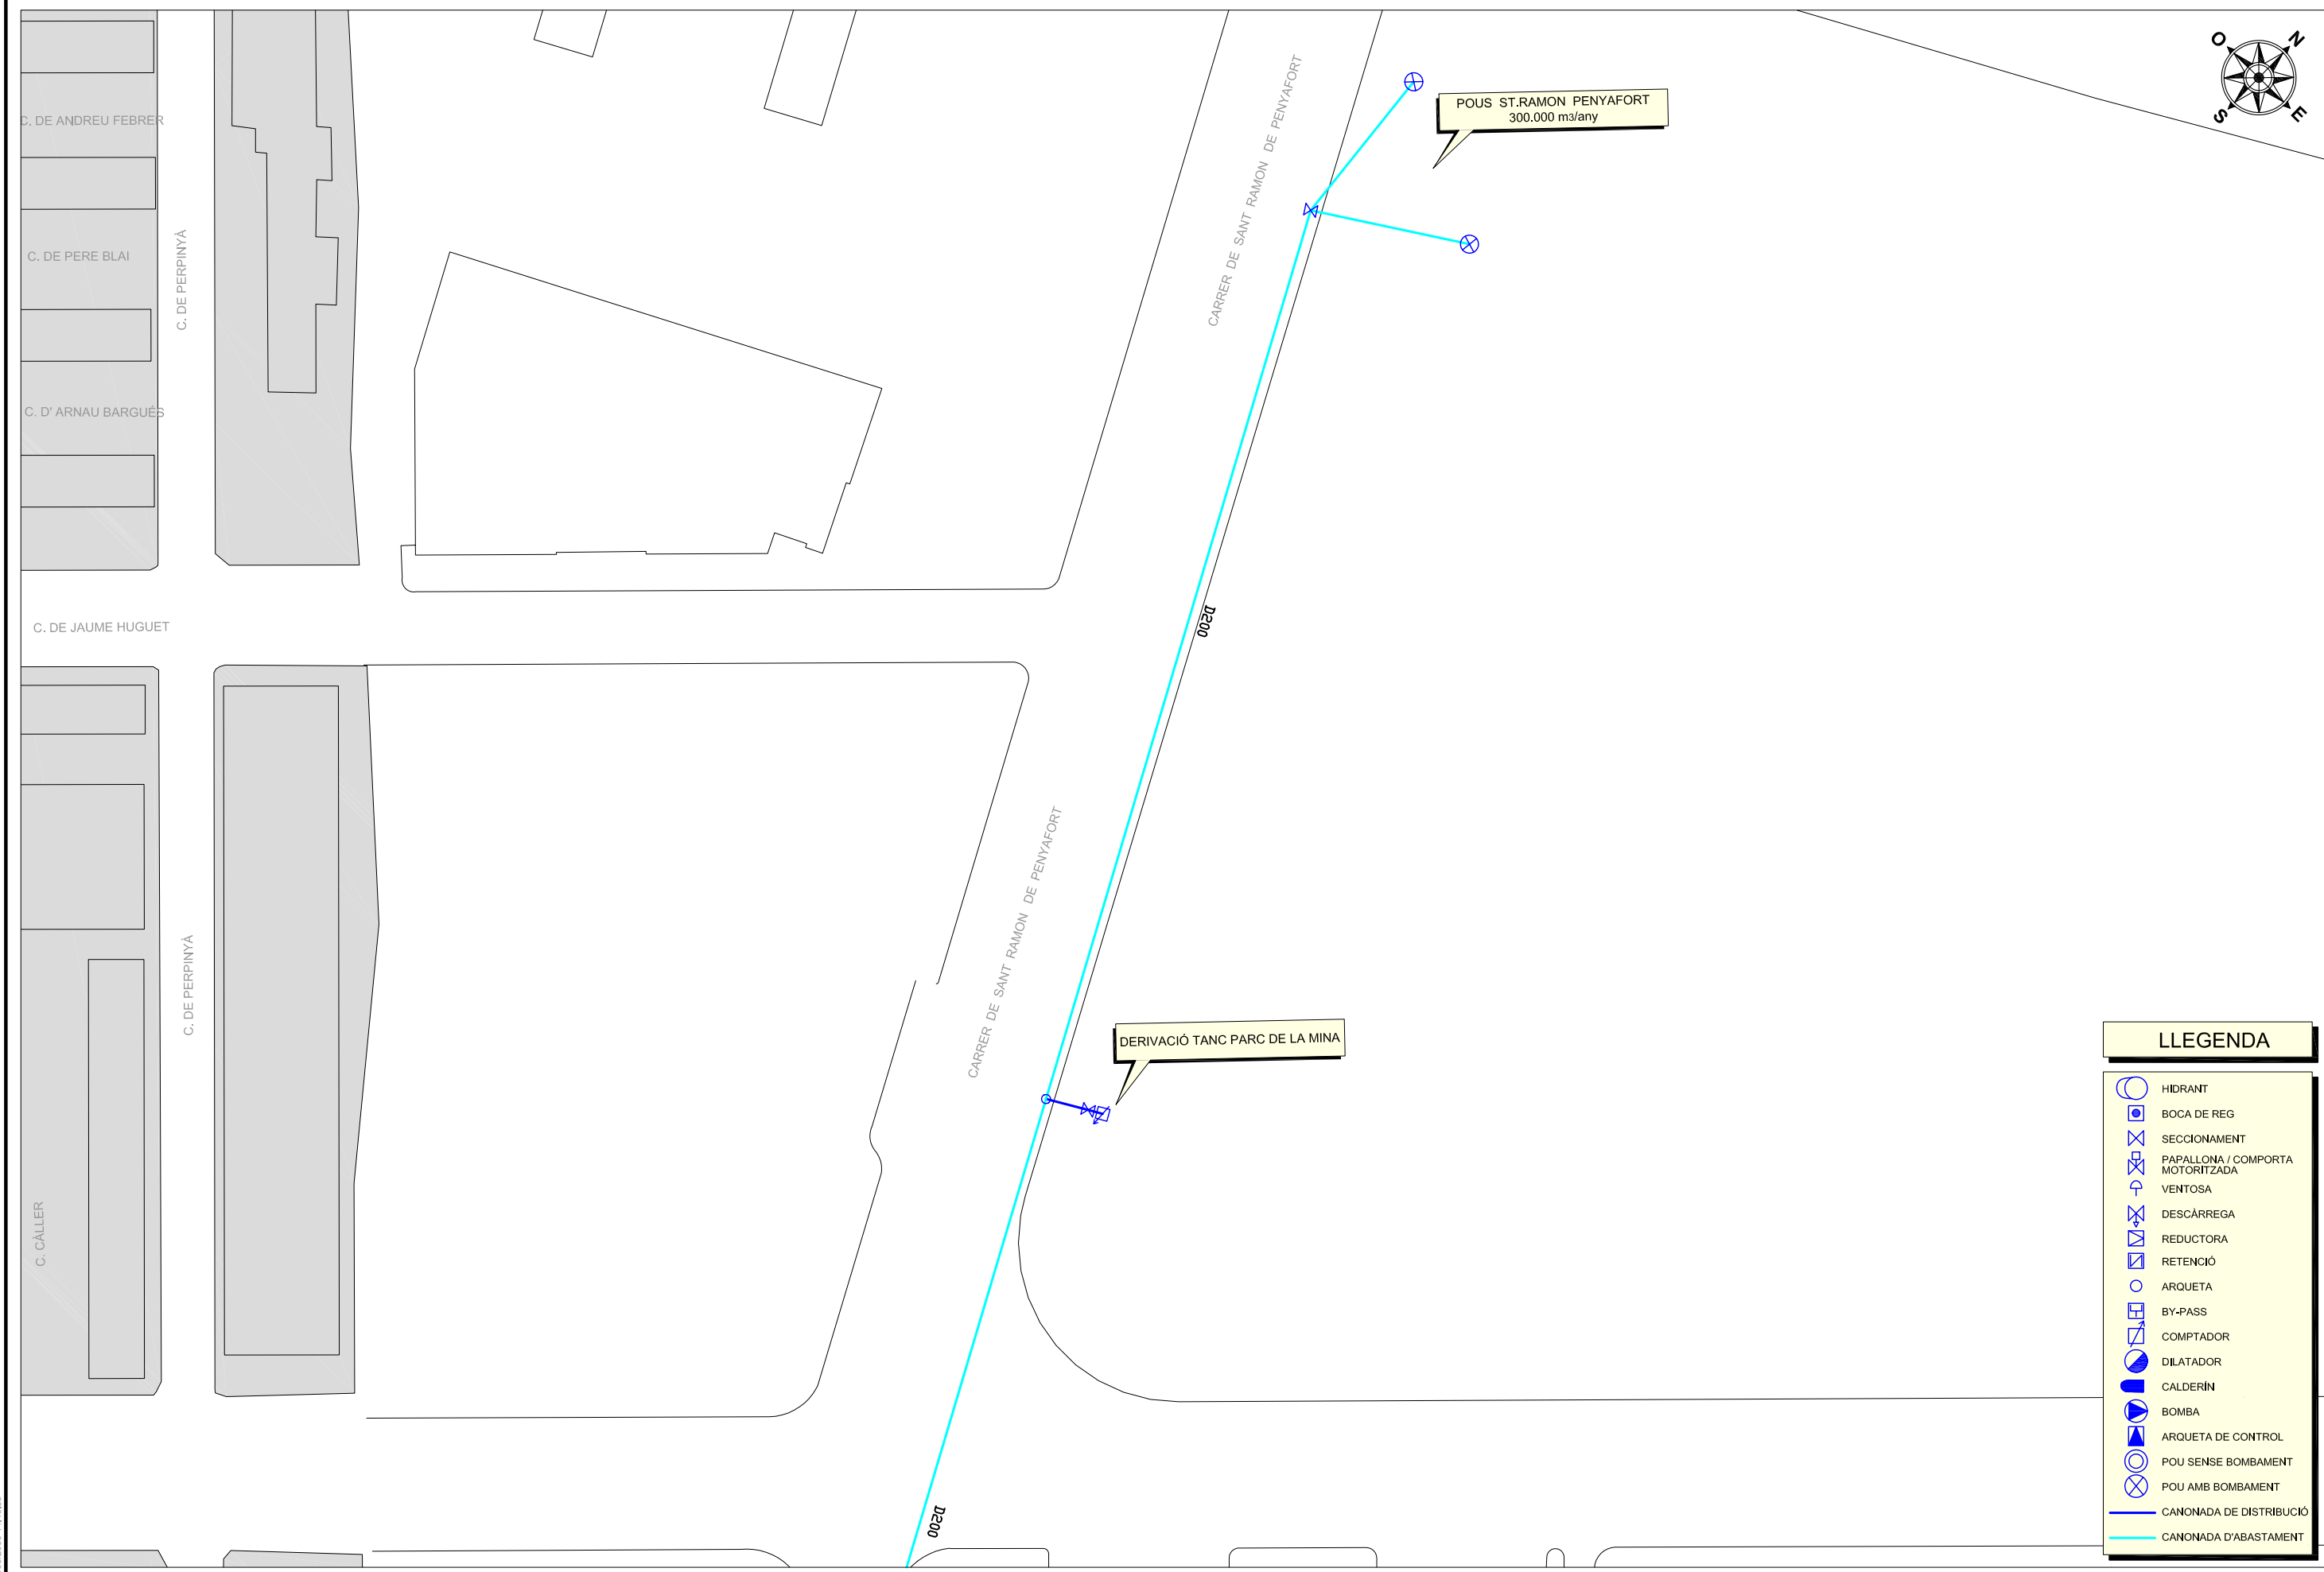 O
N
S
E
C. DE ANDREU FEBRER
C. DE PERE BLAI
C. DE PERPINYÀ
C. D' ARNAU BARGUÉS
C. DE JAUME HUGUET
C. DE PERPINYÀ
C. CÀLLER
CARRER DE SANT RAMON DE PENYAFORT
POUS ST.RAMON PENYAFORT
300.000 m3/any
D200
CARRER DE SANT RAMON DE PENYAFORT
DERIVACIÓ TANC PARC DE LA MINA
D200
LLEGENDA
HIDRANT
BOCA DE REG
SECCIONAMENT
PAPALLONA / COMPORTA
MOTORITZADA
VENTOSA
DESCÀRREGA
REDUCTORA
RETENCIÓ
ARQUETA
BY-PASS
COMPTADOR
DILATADOR
CALDERÍN
BOMBA
ARQUETA DE CONTROL
POU SENSE BOMBAMENT
POU AMB BOMBAMENT
CANONADA DE DISTRIBUCIÓ
CANONADA D'ABASTAMENT